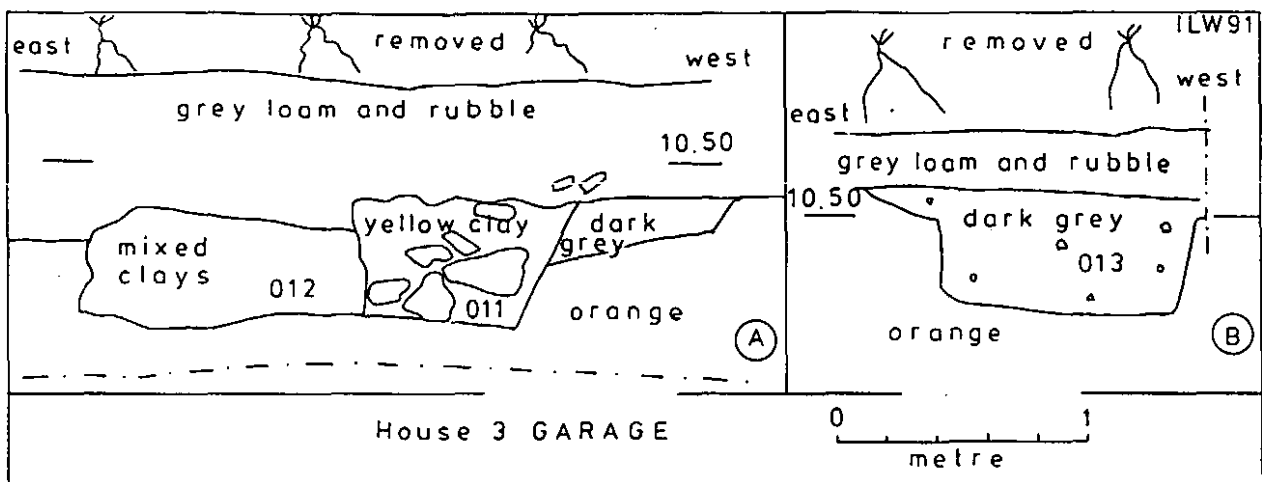 east
removed
west
grey loam and rubble
10.50
yellow clay
dark
grey
mixed
clays
012
011
orange
A
ILW91
removed
west
east
grey loam and rubble
10.50
dark grey
013
orange
B
House 3 GARAGE
0 1
metre